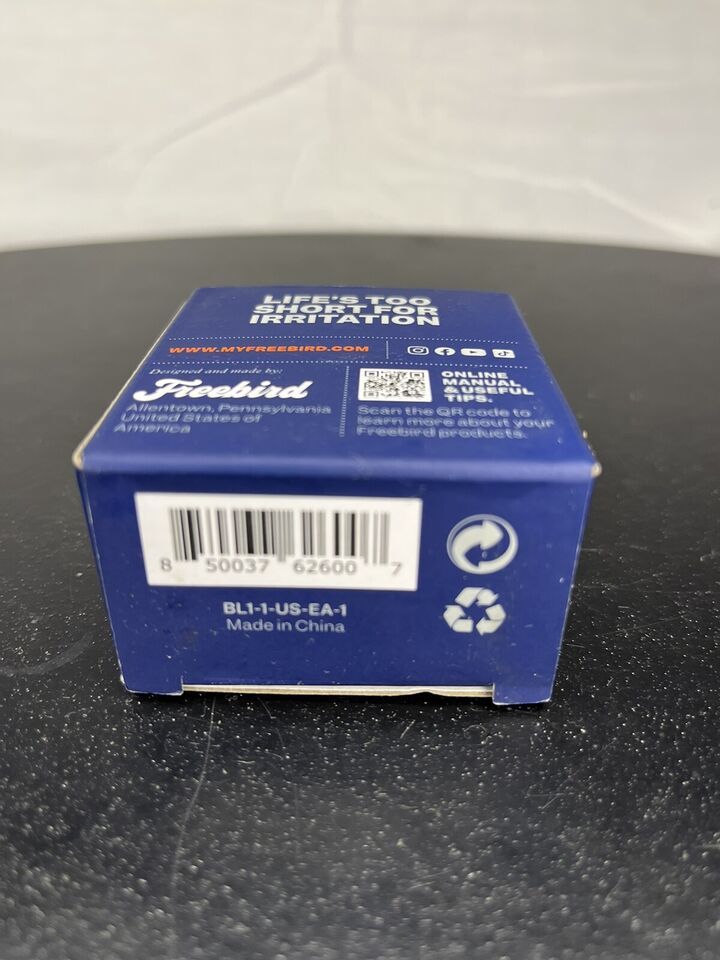 LIFE'S TOO
SHORT FOR
IRRITATION
WWW.MYFREEBIRD.COM
Designed and made by:
Freebird
Allentown, Pennsylvania
United States of
America
ONLINE
MANUAL
& USEFUL
TIPS.
Scan the QR code to
learn more about your
Freebird products.
8 50037 62600 7
BL1-1-US-EA-1
Made in China